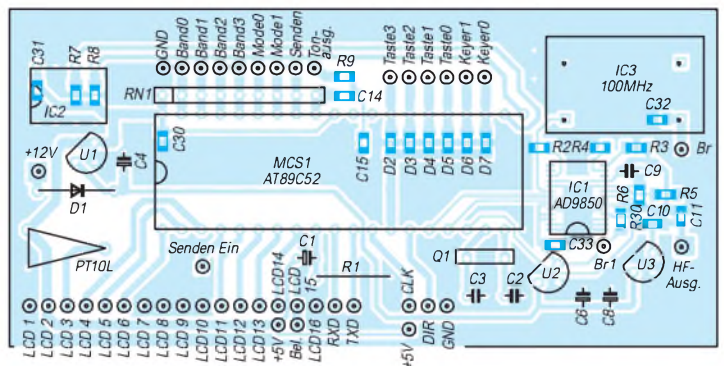 C31
R7
R8
IC2
GND
Band0
Band1
Band2
Band3
Mode0
Mode1
Senden
Ton-
ausg.
R9
C14
RN1
Taste3
Taste2
Taste1
Taste0
Keyer1
Keyer0
IC3
100MHz
C32
+12V
U1
C4
C30
MCS1
AT89C52
C15
D2
D3
D4
D5
D6
D7
R2
R4
R3
Br
C9
IC1
AD9850
R6
R5
R30
C10
C11
D1
PT10L
Senden Ein
C1
R1
Q1
C3
C2
C33
U2
Br1
U3
HF-
Ausg.
C6
C8
LCD 1
LCD 2
LCD 3
LCD 4
LCD 5
LCD 6
LCD 7
LCD 8
LCD 9
LCD10
LCD11
LCD12
LCD13
LCD14
+5V
LCD
15
Bel.
LCD16
RXD
TXD
CLK
+5V
DIR
GND